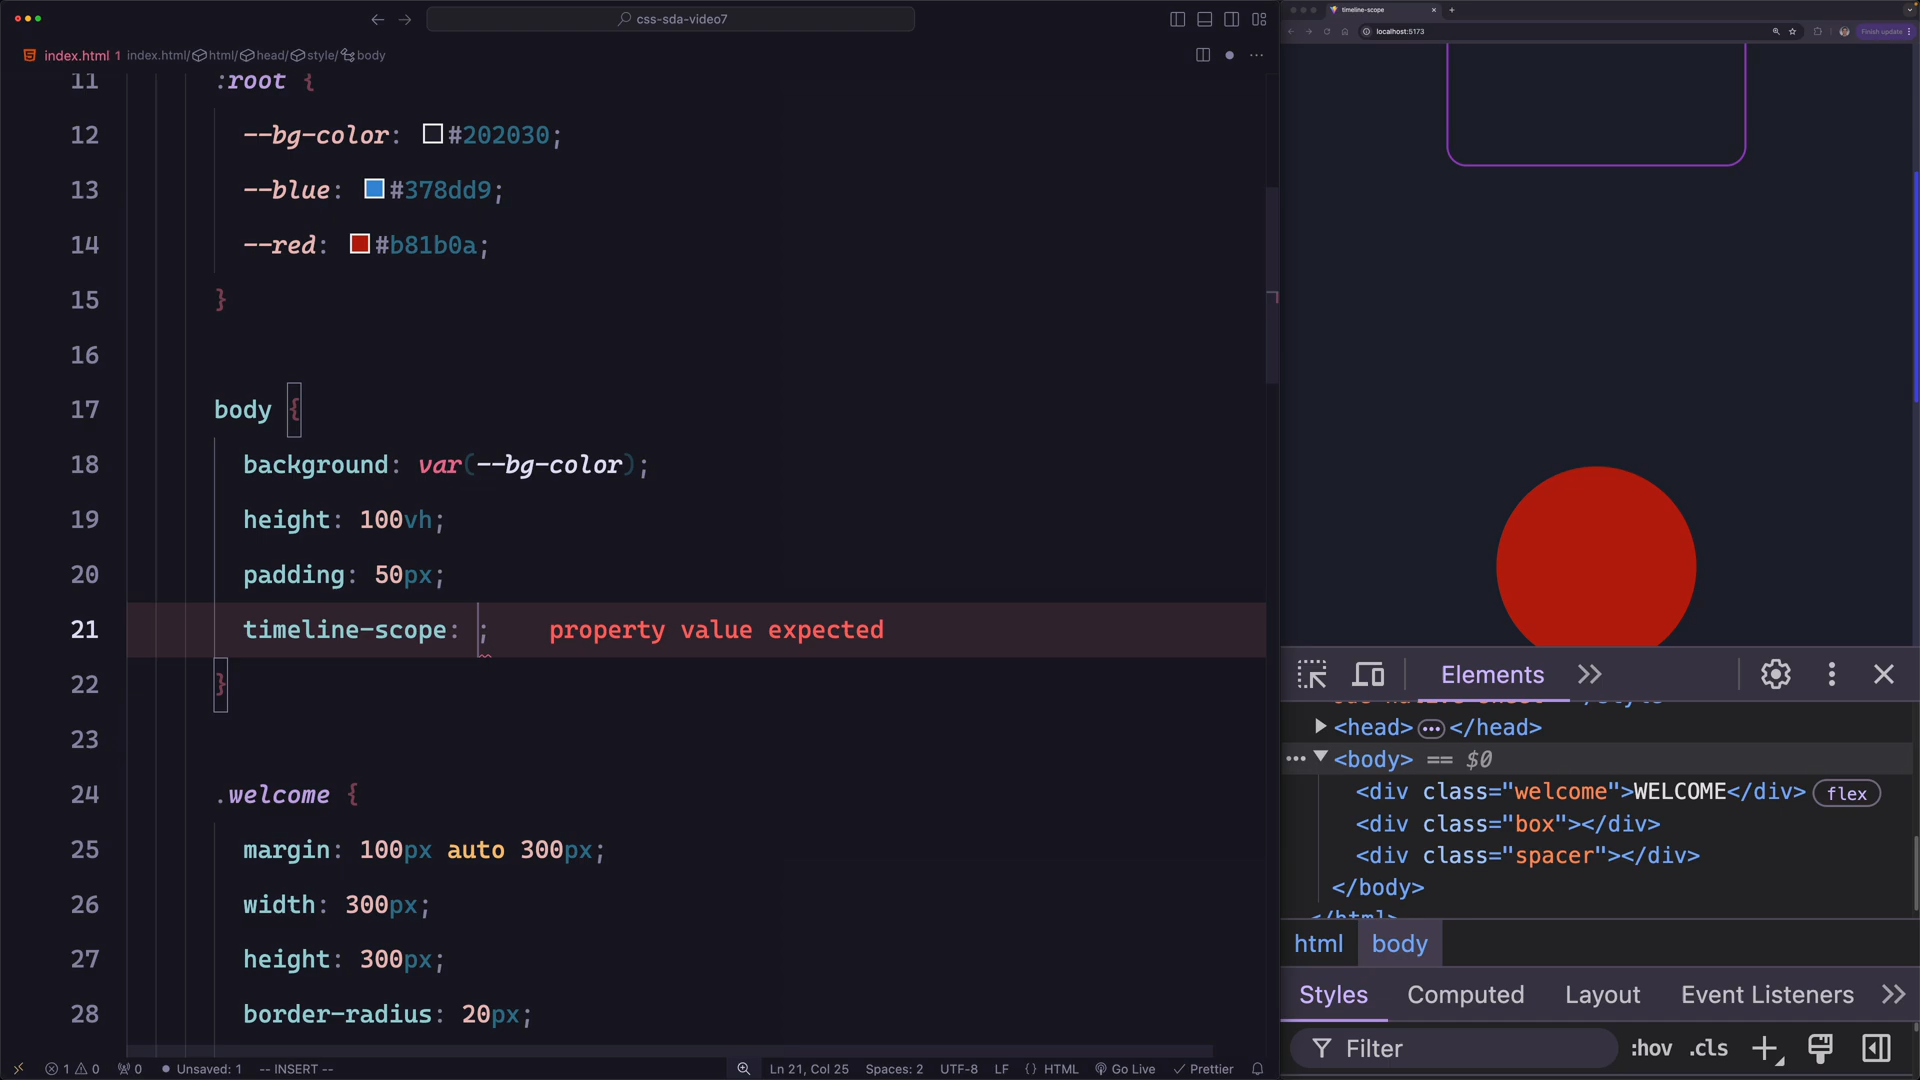 css-sda-video7
index.html 1 index.html/html/head/style/body
11 :root {
12 --bg-color: #202030;
13 --blue: #378dd9;
14 --red: #b81b0a;
15 }
16
17 body {
18 background: var(--bg-color);
19 height: 100vh;
20 padding: 50px;
21 timeline-scope: ; property value expected
22 }
23
24 .welcome {
25 margin: 100px auto 300px;
26 width: 300px;
27 height: 300px;
28 border-radius: 20px;
1 0 0 Unsaved: 1 -- INSERT -- Ln 21, Col 25 Spaces: 2 UTF-8 LF {} HTML Go Live Prettier
timeline-scope
localhost:5173 Finish update
Elements
<head> </head>
<body> == $0
<div class="welcome">WELCOME</div> flex
<div class="box"></div>
<div class="spacer"></div>
</body>
</html>
html body
Styles Computed Layout Event Listeners
Filter :hov .cls